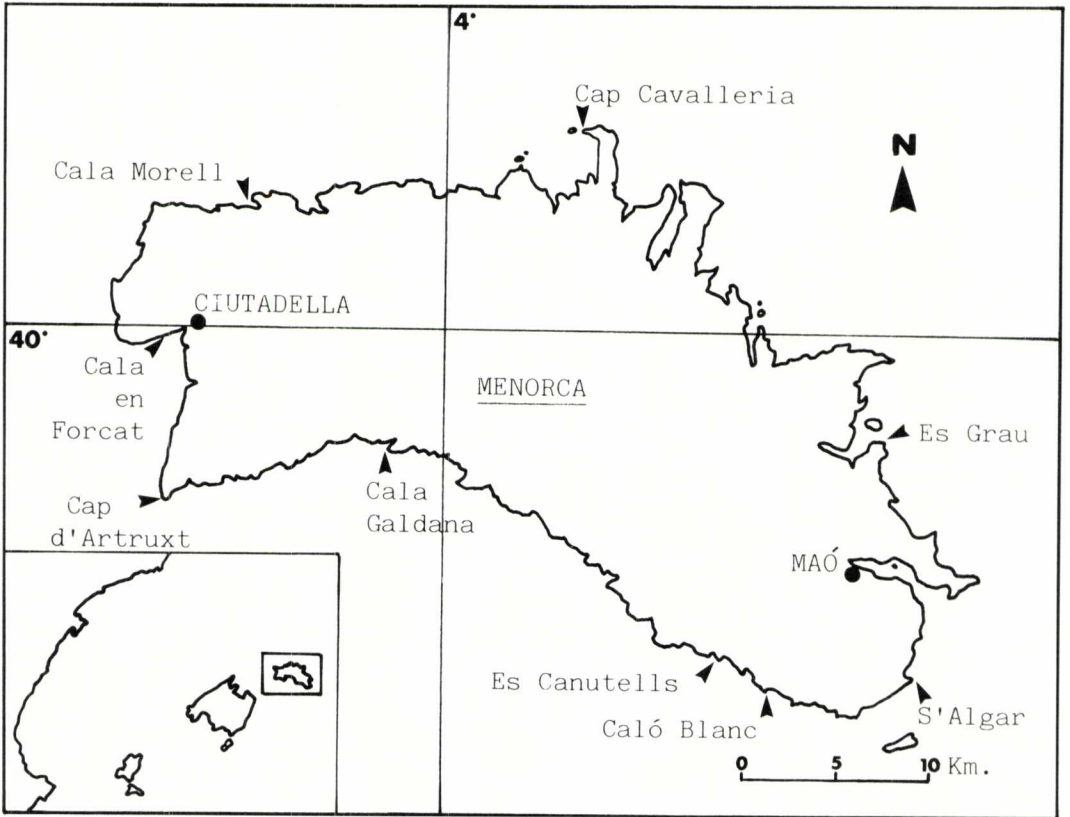 4°
Cap Cavalleria
N
Cala Morell
CIUTADELLA
40°
Cala
en
Forcat
MENORCA
Es Grau
Cala
Galdana
Cap
d'Artruxt
MAÓ
Es Canutells
Caló Blanc
S'Algar
0 5 10 Km.